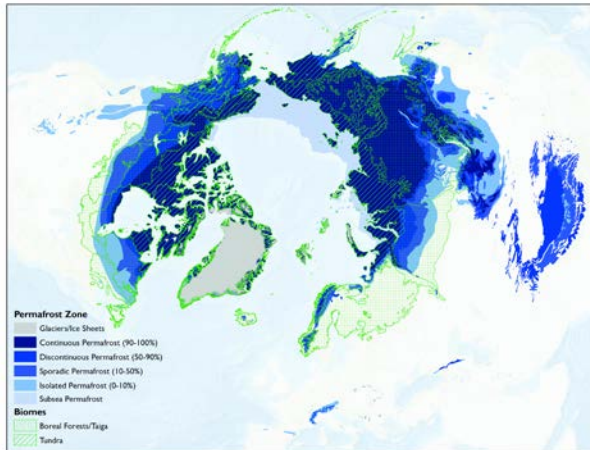 Permafrost Zone
Glaciers/Ice Sheets
Continuous Permafrost (90-100%)
Discontinuous Permafrost (50-90%)
Sporadic Permafrost (10-50%)
Isolated Permafrost (0-10%)
Subsea Permafrost
Biomes
Boreal Forests/Taiga
Tundra